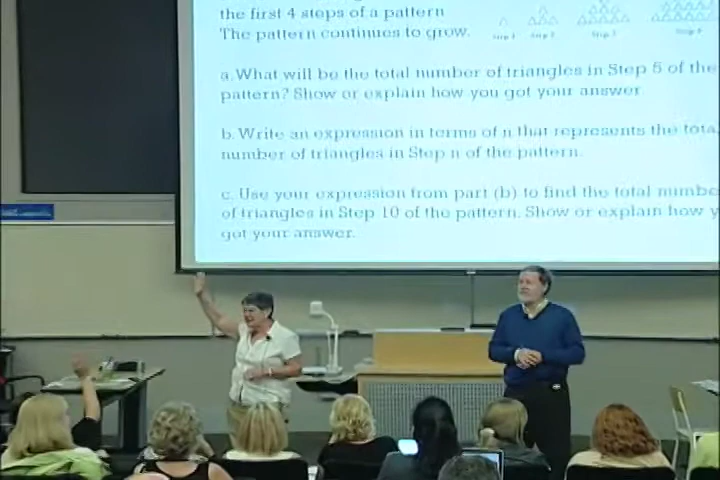 the first 4 steps of a pattern
The pattern continues to grow.
Step 1 Step 2 Step 3 Step 4
a. What will be the total number of triangles in Step 5 of the
pattern? Show or explain how you got your answer
b. Write an expression in terms of n that represents the tota
number of triangles in Step n of the pattern.
c. Use your expression from part (b) to find the total numbe
of triangles in Step 10 of the pattern. Show or explain how y
got your answer.